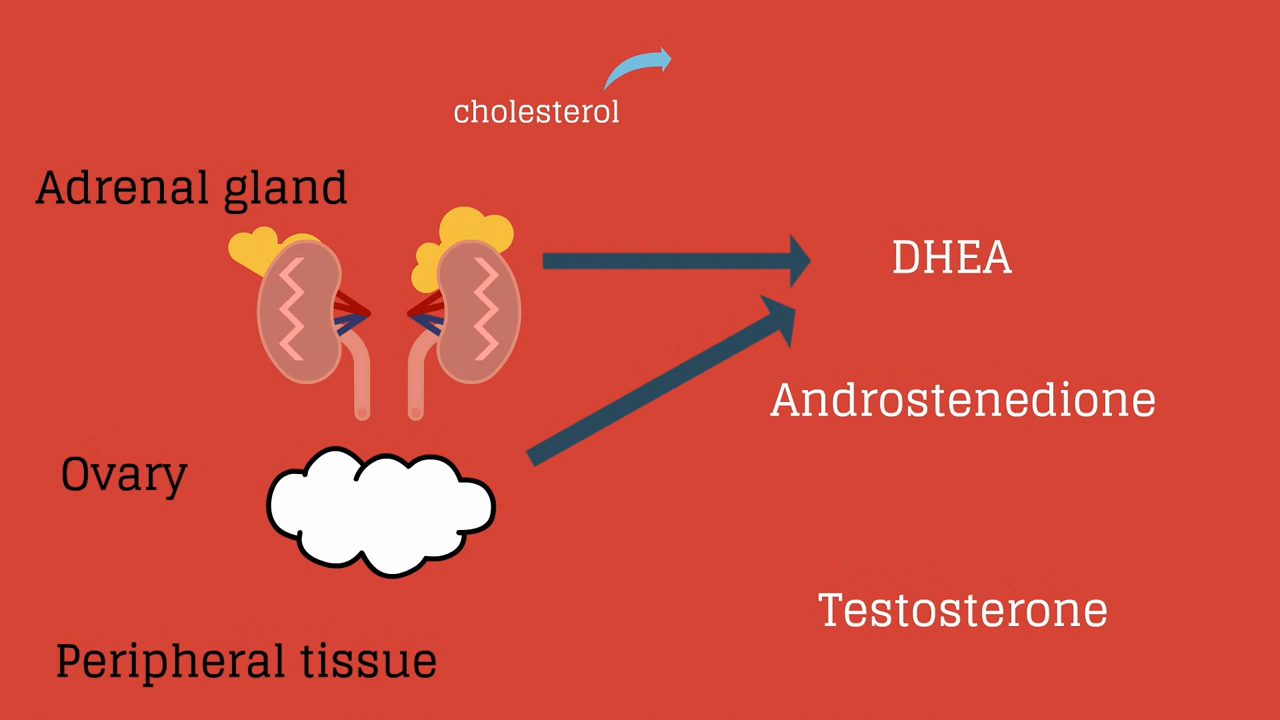 cholesterol
Adrenal gland
DHEA
Androstenedione
Ovary
Testosterone
Peripheral tissue